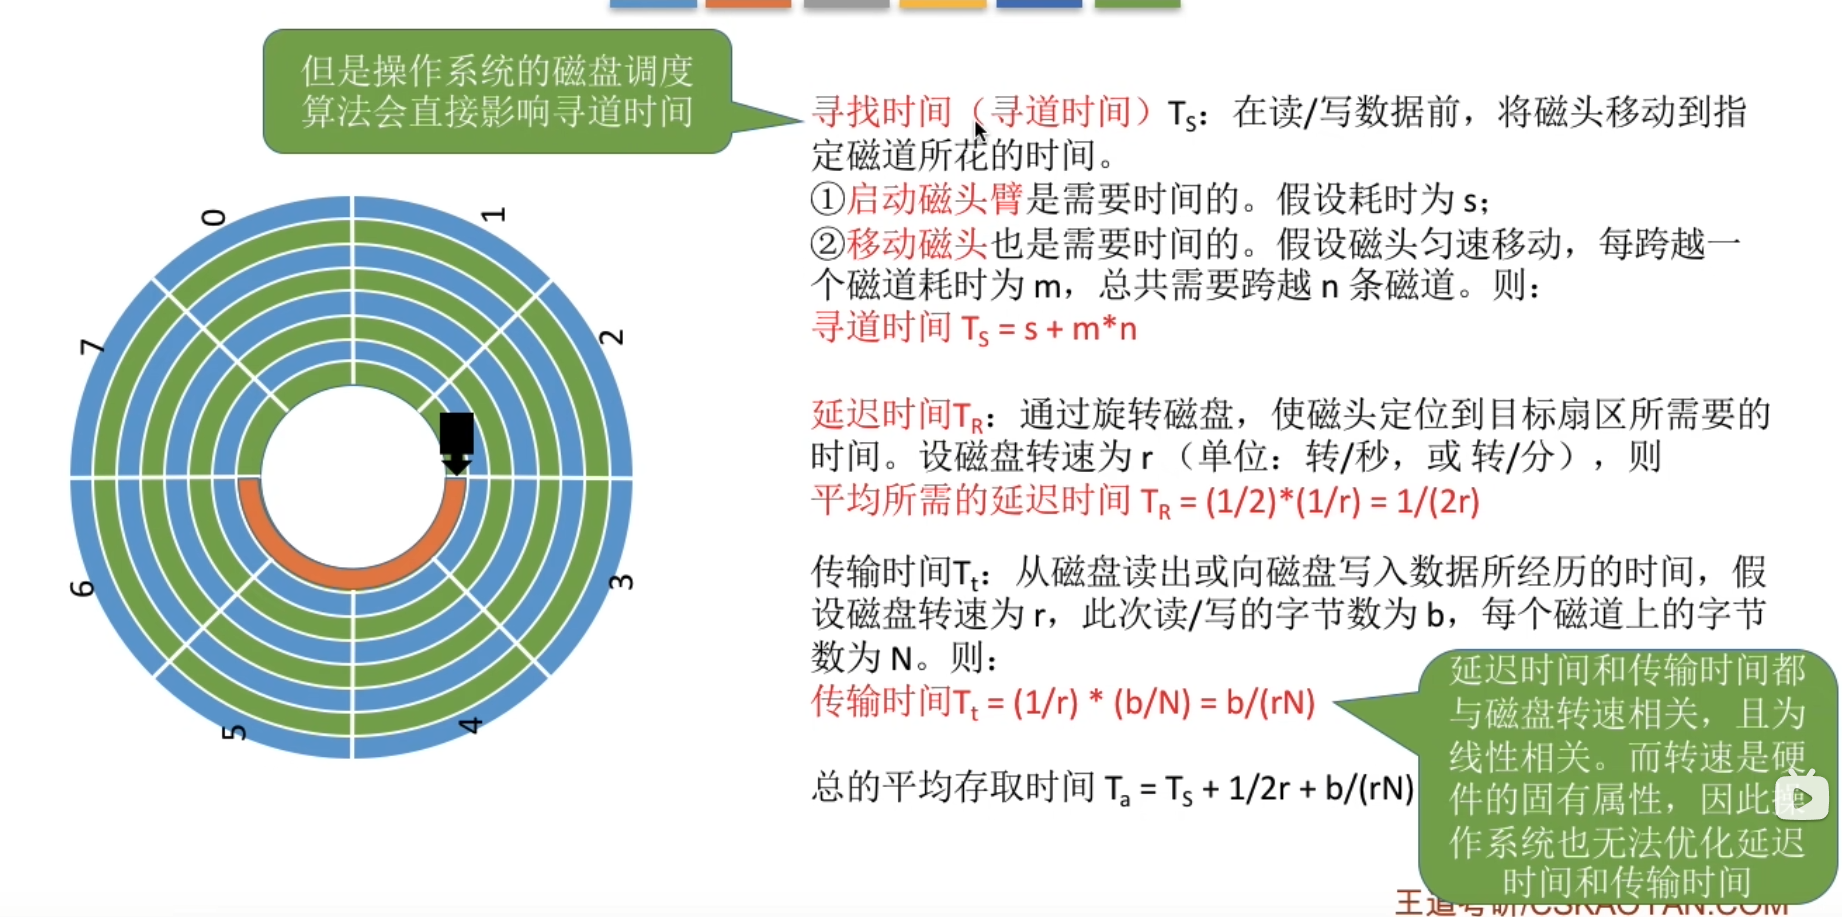 但是操作系统的磁盘调度
算法会直接影响寻道时间
寻找时间（寻道时间）TS：在读/写数据前，将磁头移动到指
定磁道所花的时间。
①启动磁头臂是需要时间的。假设耗时为 s；
②移动磁头也是需要时间的。假设磁头匀速移动，每跨越一
个磁道耗时为 m，总共需要跨越 n 条磁道。则：
寻道时间 TS = s + m*n
延迟时间TR：通过旋转磁盘，使磁头定位到目标扇区所需要的
时间。设磁盘转速为 r （单位：转/秒，或 转/分），则
平均所需的延迟时间 TR = (1/2)*(1/r) = 1/(2r)
传输时间Tt：从磁盘读出或向磁盘写入数据所经历的时间，假
设磁盘转速为 r，此次读/写的字节数为 b，每个磁道上的字节
数为 N。则：
传输时间Tt = (1/r) * (b/N) = b/(rN)
总的平均存取时间 Ta = TS + 1/2r + b/(rN)
延迟时间和传输时间都
与磁盘转速相关，且为
线性相关。而转速是硬
件的固有属性，因此操
作系统也无法优化延迟
时间和传输时间
0
1
2
3
4
5
6
7
王道考研/CSKAOYAN.COM